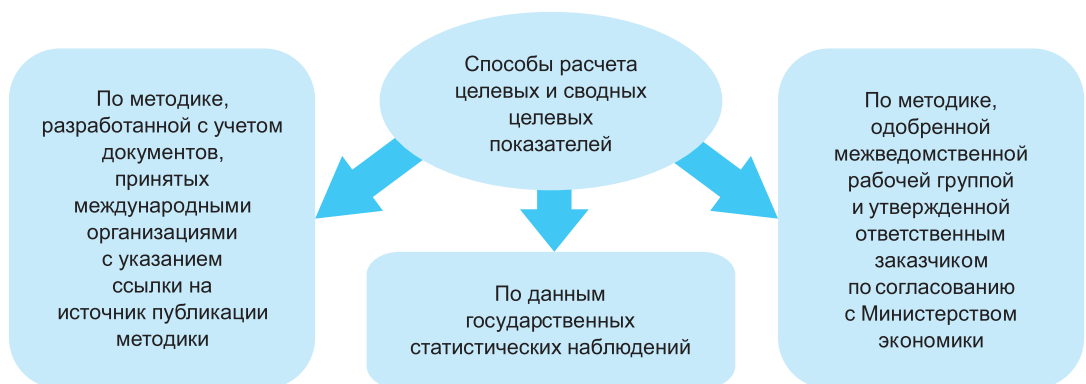 Способы расчета
целевых и сводных
целевых
показателей
По методике,
разработанной с учетом
документов,
принятых
международными
организациями
с указанием
ссылки на
источник публикации
методики
По данным
государственных
статистических наблюдений
По методике,
одобренной
межведомственной
рабочей группой
и утвержденной
ответственным
заказчиком
по согласованию
с Министерством
экономики